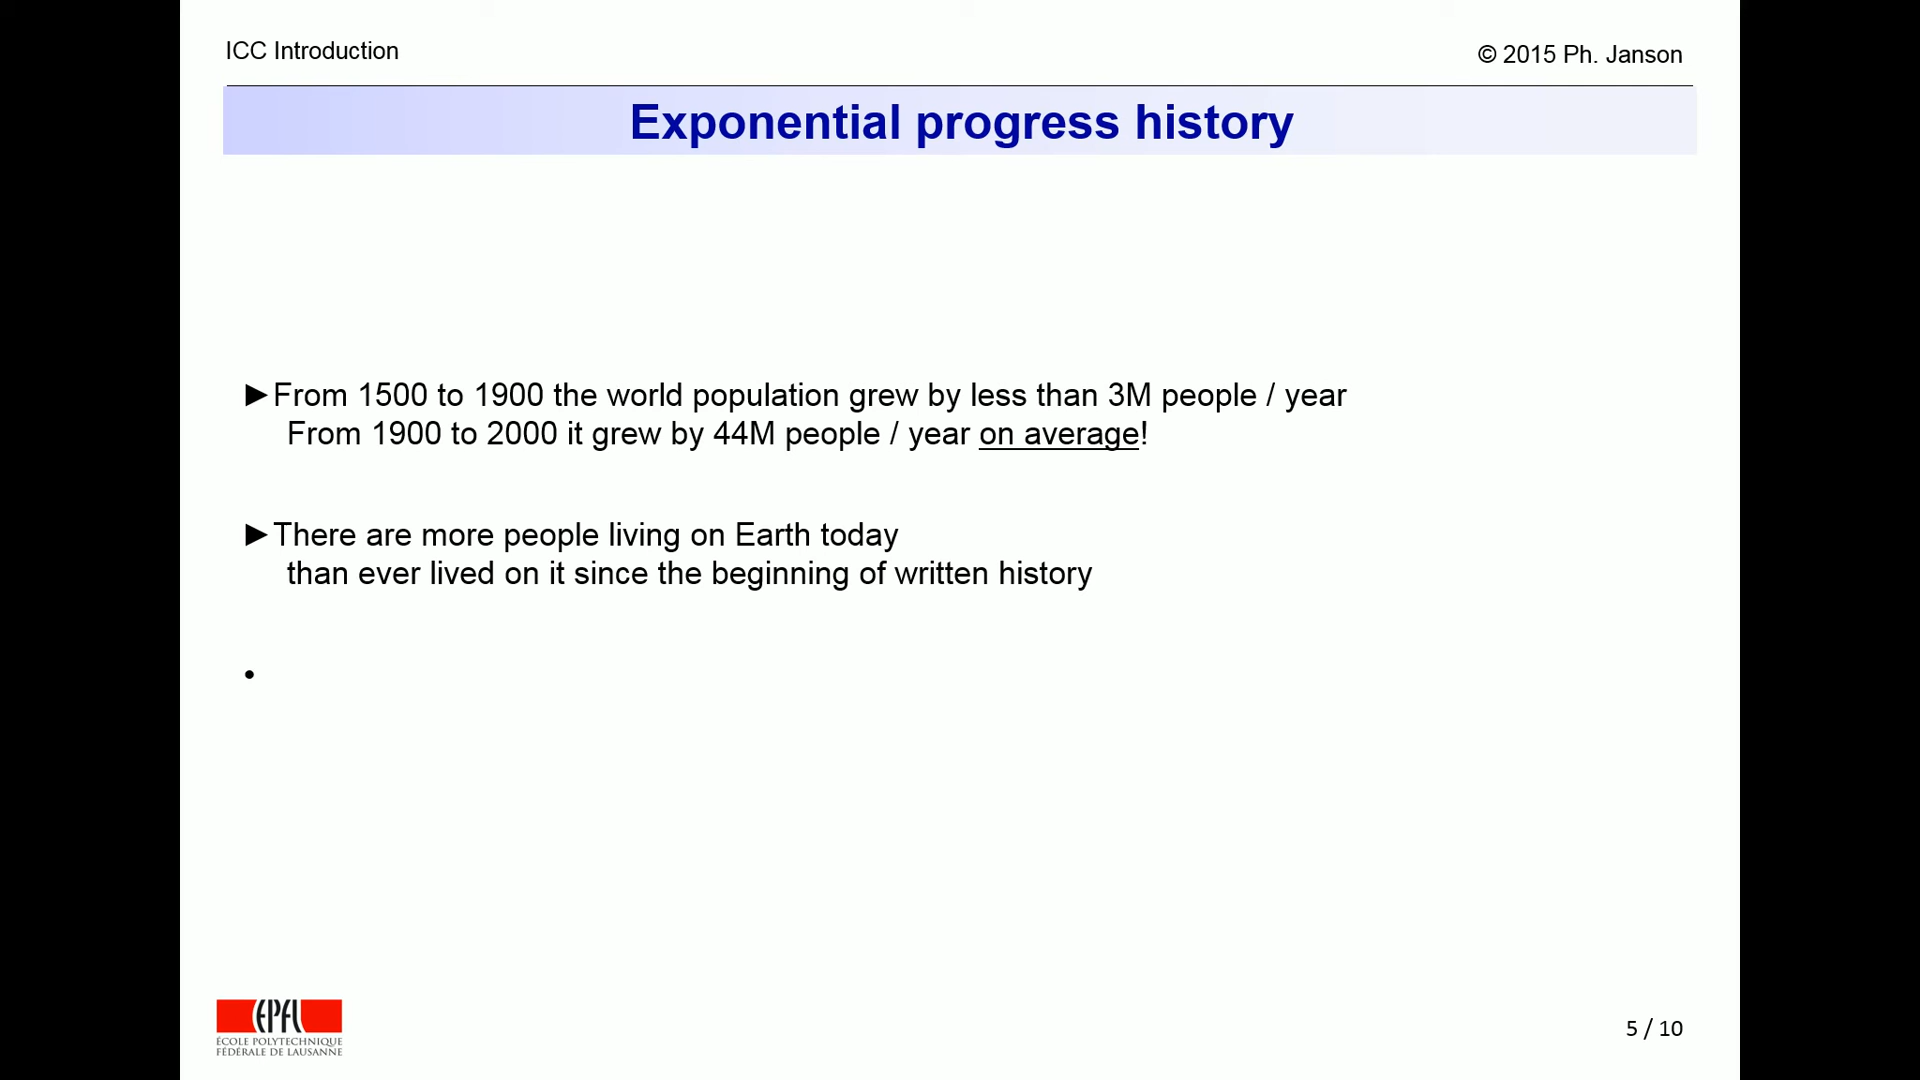 ICC Introduction
© 2015 Ph. Janson
Exponential progress history
►From 1500 to 1900 the world population grew by less than 3M people / year
From 1900 to 2000 it grew by 44M people / year on average!
►There are more people living on Earth today
than ever lived on it since the beginning of written history
•
EPFL
ÉCOLE POLYTECHNIQUE
FÉDÉRALE DE LAUSANNE
5 / 10